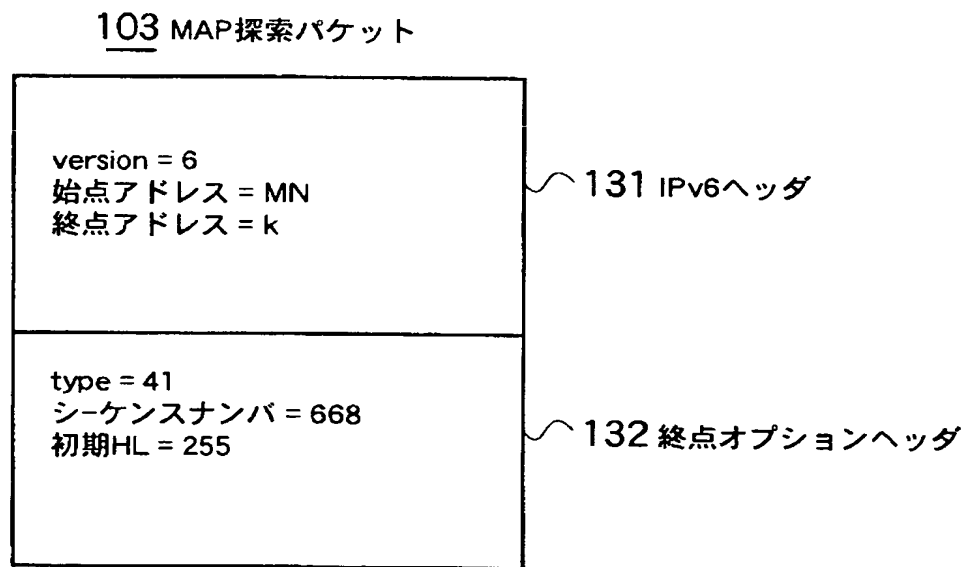 103 MAP探索パケット
version = 6
始点アドレス = MN
終点アドレス = k
131 IPv6ヘッダ
type = 41
シーケンスナンバ = 668
初期HL = 255
132 終点オプションヘッダ